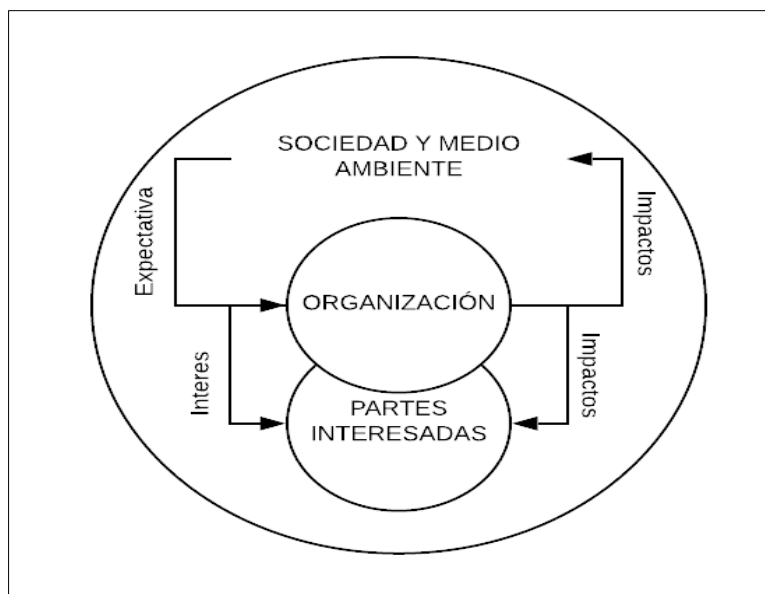 SOCIEDAD Y MEDIO
AMBIENTE
Expectativa
Impactos
ORGANIZACIÓN
Interes
Impactos
PARTES
INTERESADAS